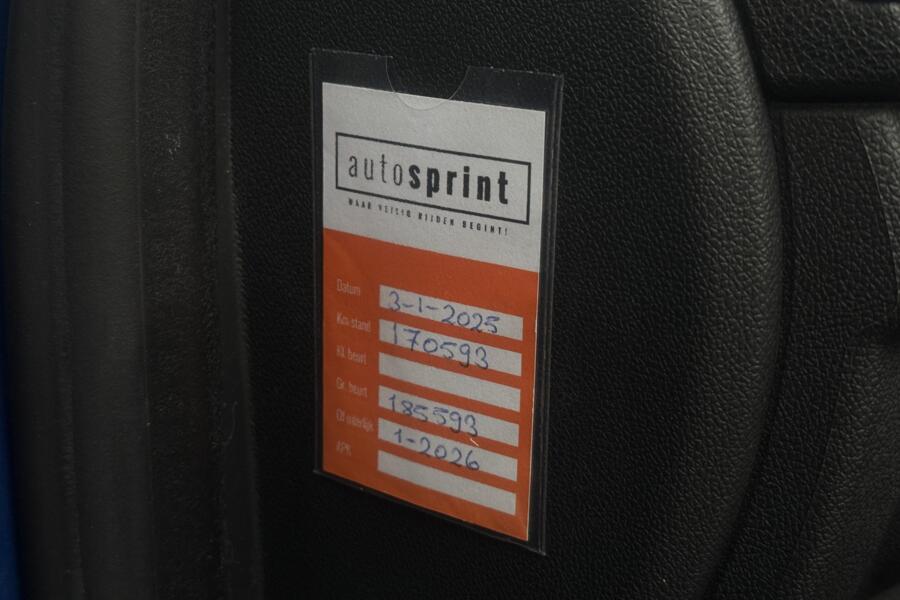 autosprint
WAAR VEILIG RIJDEN BEGINT!
Datum 3-1-2025
Km stand 170593
Kl. beurt
Gr. beurt 185593
Of uiterlijk 1-2026
APK